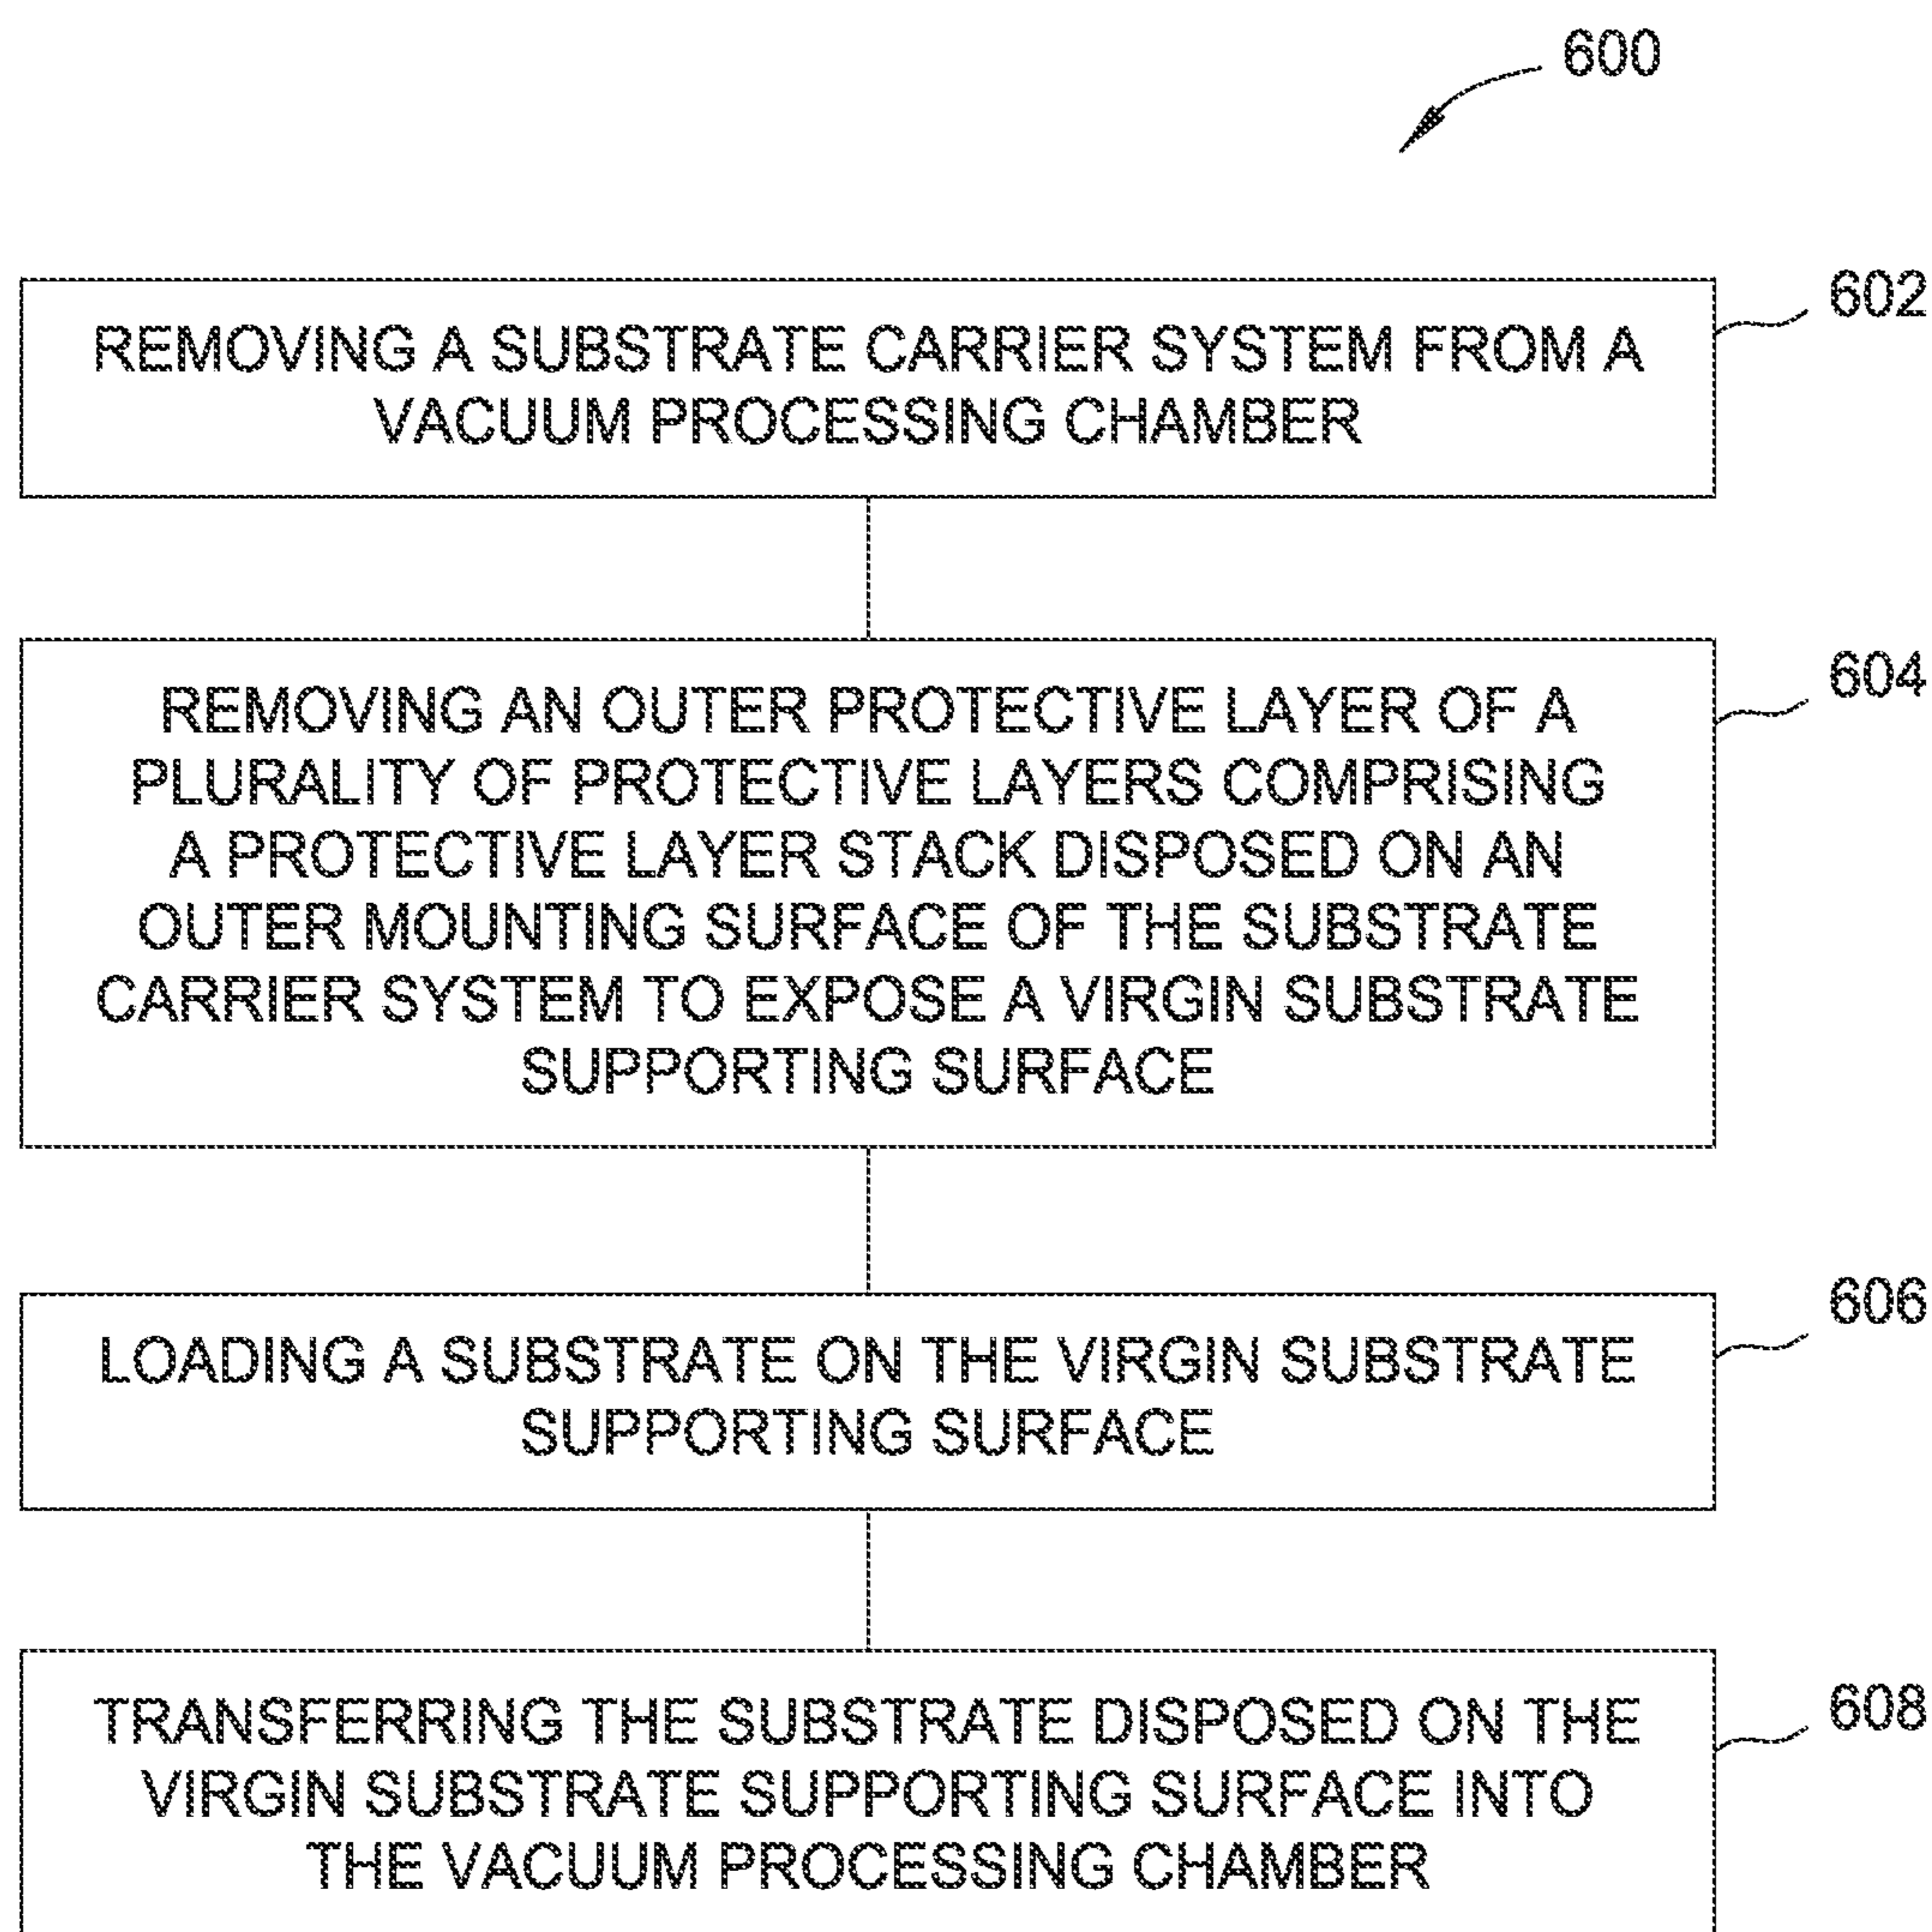 600
602
REMOVING A SUBSTRATE CARRIER SYSTEM FROM A
VACUUM PROCESSING CHAMBER
604
REMOVING AN OUTER PROTECTIVE LAYER OF A
PLURALITY OF PROTECTIVE LAYERS COMPRISING
A PROTECTIVE LAYER STACK DISPOSED ON AN
OUTER MOUNTING SURFACE OF THE SUBSTRATE
CARRIER SYSTEM TO EXPOSE A VIRGIN SUBSTRATE
SUPPORTING SURFACE
606
LOADING A SUBSTRATE ON THE VIRGIN SUBSTRATE
SUPPORTING SURFACE
608
TRANSFERRING THE SUBSTRATE DISPOSED ON THE
VIRGIN SUBSTRATE SUPPORTING SURFACE INTO
THE VACUUM PROCESSING CHAMBER